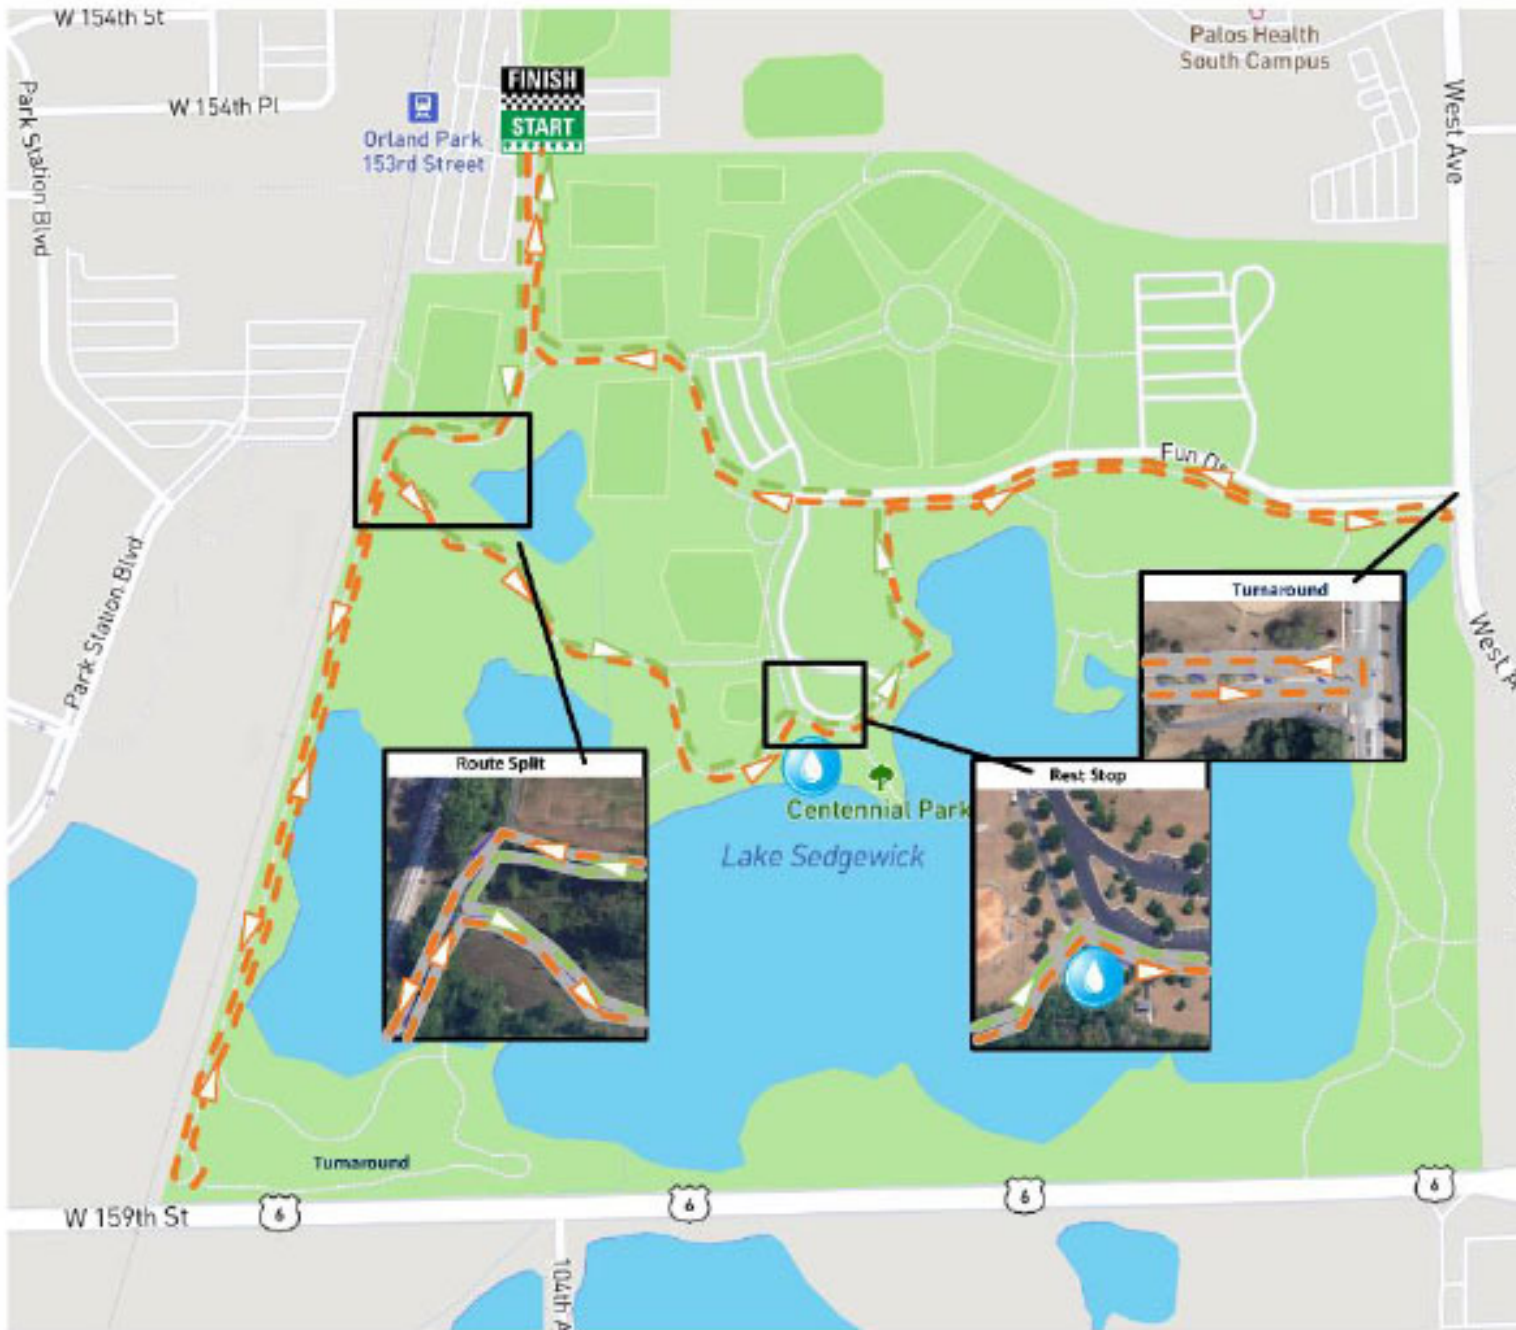 W 154th St
Palos Health
South Campus
FINISH
START
W 154th Pl
Orland Park
153rd Street
Park Station Blvd
West Ave
Fun
Park Station Blvd
Turnaround
West A
Route Split
Rest Stop
Centennial Park
Lake Sedgewick
Turnaround
W 159th St
6
6
6
6
104th A